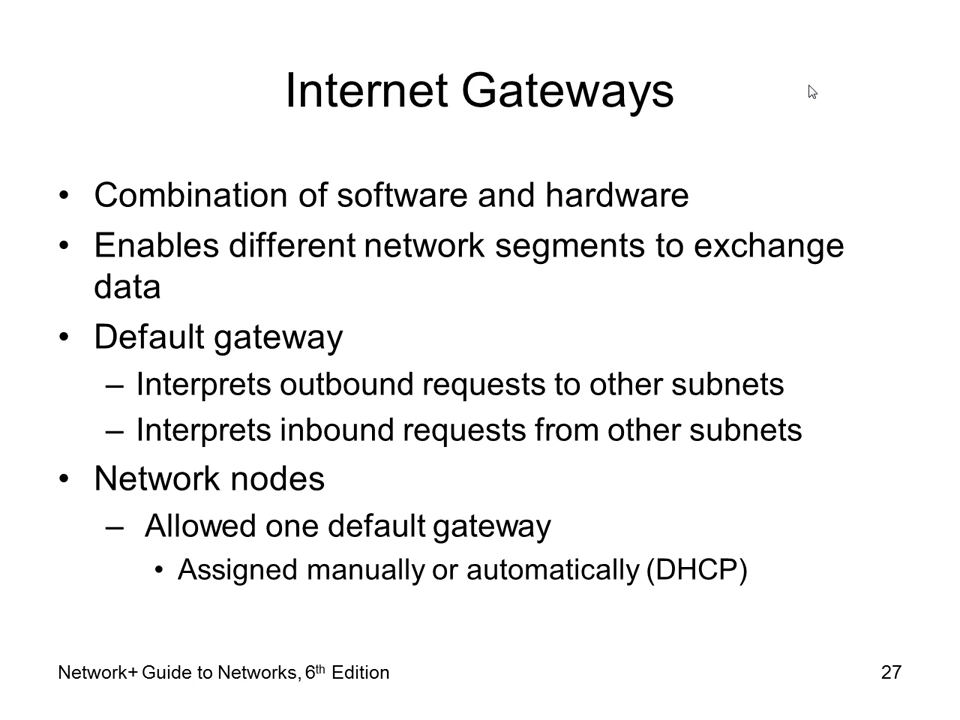 Internet Gateways
• Combination of software and hardware
• Enables different network segments to exchange
data
• Default gateway
– Interprets outbound requests to other subnets
– Interprets inbound requests from other subnets
• Network nodes
– Allowed one default gateway
• Assigned manually or automatically (DHCP)
Network+ Guide to Networks, 6th Edition
27